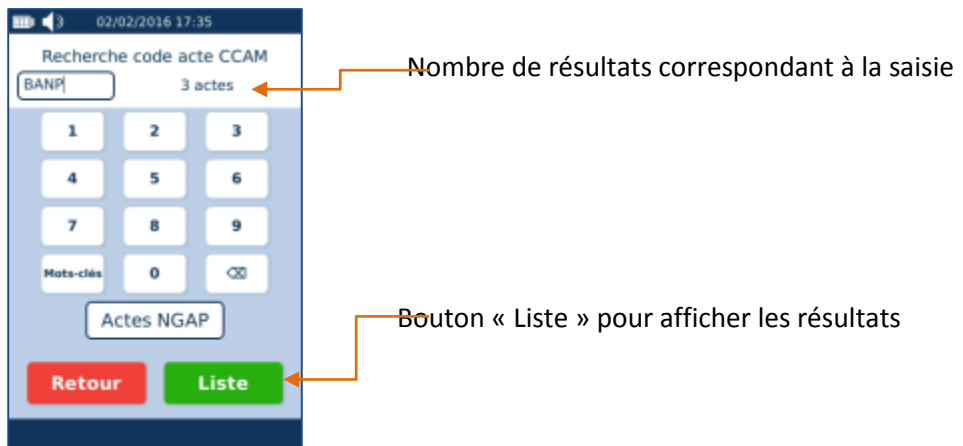 02/02/2016 17:35
Recherche code acte CCAM
BANP
3 actes
Nombre de résultats correspondant à la saisie
1 2 3
4 5 6
7 8 9
Mots-clés 0
Actes NGAP
Bouton « Liste » pour afficher les résultats
Retour Liste